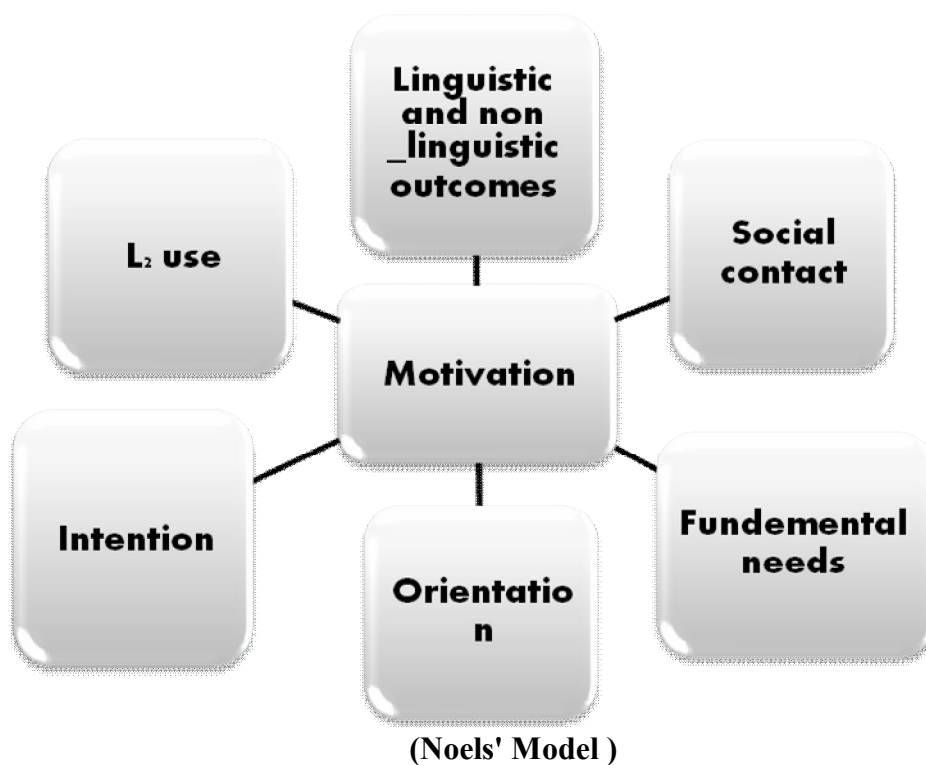 Linguistic
and non
_linguistic
outcomes
Social
contact
Fundemental
needs
Orientatio
n
Intention
L₂ use
Motivation
(Noels' Model )